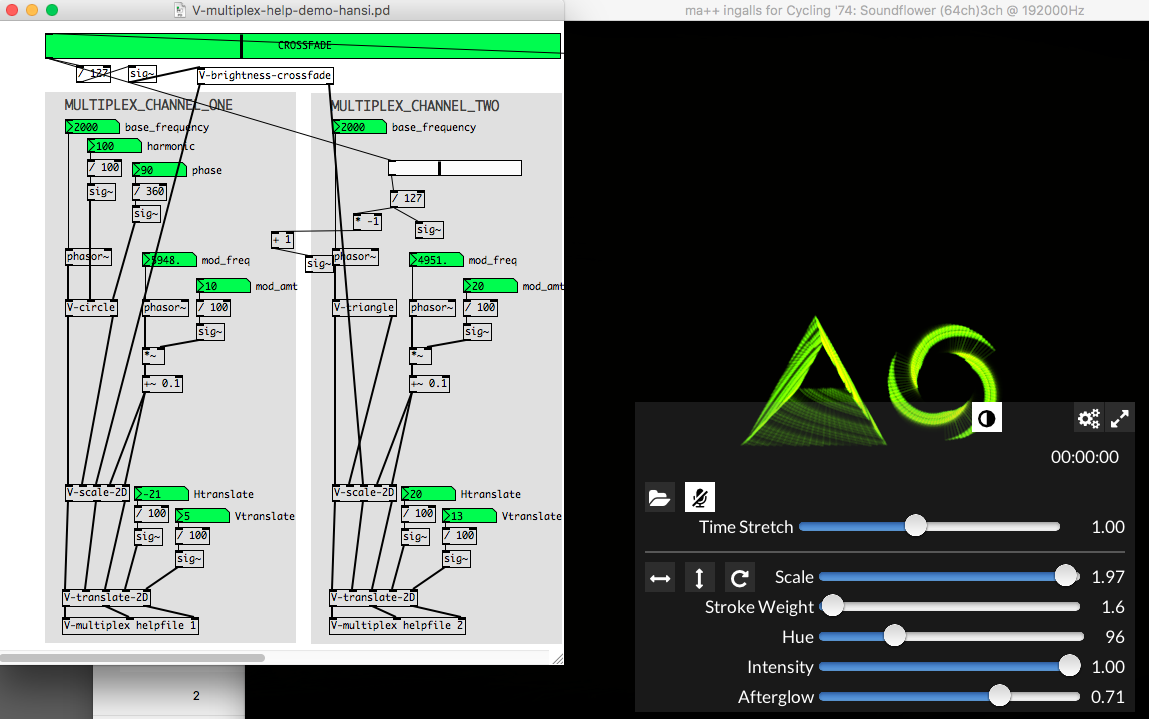 V-multiplex-help-demo-hansi.pd
ma++ ingalls for Cycling '74: Soundflower (64ch)3ch @ 192000Hz
CROSSFADE
/ 127
sig~
V-brightness-crossfade
MULTIPLEX_CHANNEL_ONE
2000
base_frequency
100
harmonic
/ 100
90
phase
sig~
/ 360
sig~
phasor~
5948.
mod_freq
10
mod_amt
V-circle
phasor~
/ 100
sig~
*~
+~ 0.1
V-scale-2D
-21
Htranslate
/ 100
5
Vtranslate
sig~
/ 100
sig~
V-translate-2D
V-multiplex helpfile 1
MULTIPLEX_CHANNEL_TWO
2000
base_frequency
/ 127
* -1
sig~
+ 1
sig~
phasor~
4951.
mod_freq
20
mod_amt
V-triangle
phasor~
/ 100
sig~
*~
+~ 0.1
V-scale-2D
20
Htranslate
/ 100
13
Vtranslate
sig~
/ 100
sig~
V-translate-2D
V-multiplex helpfile 2
2
00:00:00
Time Stretch 1.00
Scale 1.97
Stroke Weight 1.6
Hue 96
Intensity 1.00
Afterglow 0.71